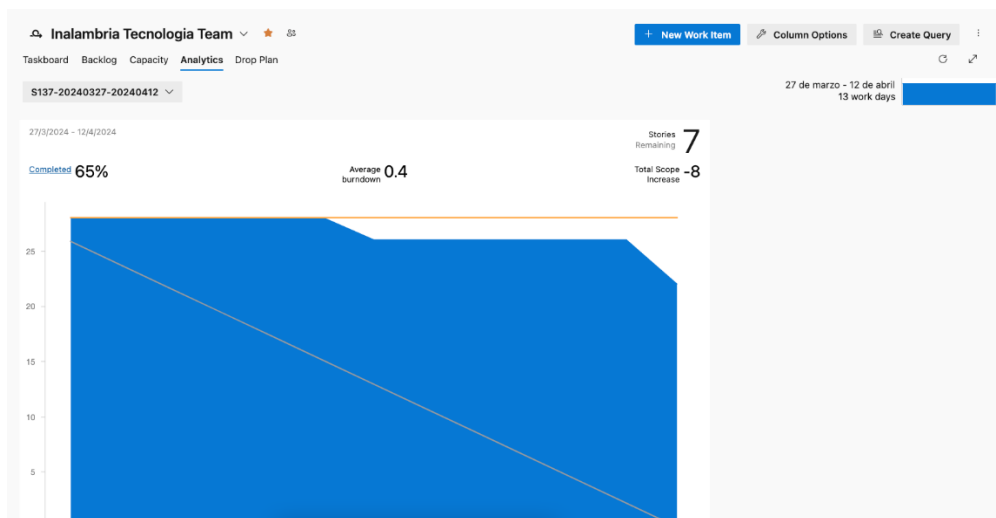 Inalambria Tecnologia Team
+ New Work Item
Column Options
Create Query
Taskboard Backlog Capacity Analytics Drop Plan
S137-20240327-20240412
27 de marzo - 12 de abril
13 work days
27/3/2024 - 12/4/2024
Stories
Remaining 7
Completed 65%
Average
burndown 0.4
Total Scope
Increase -8
25
20
15
10
5